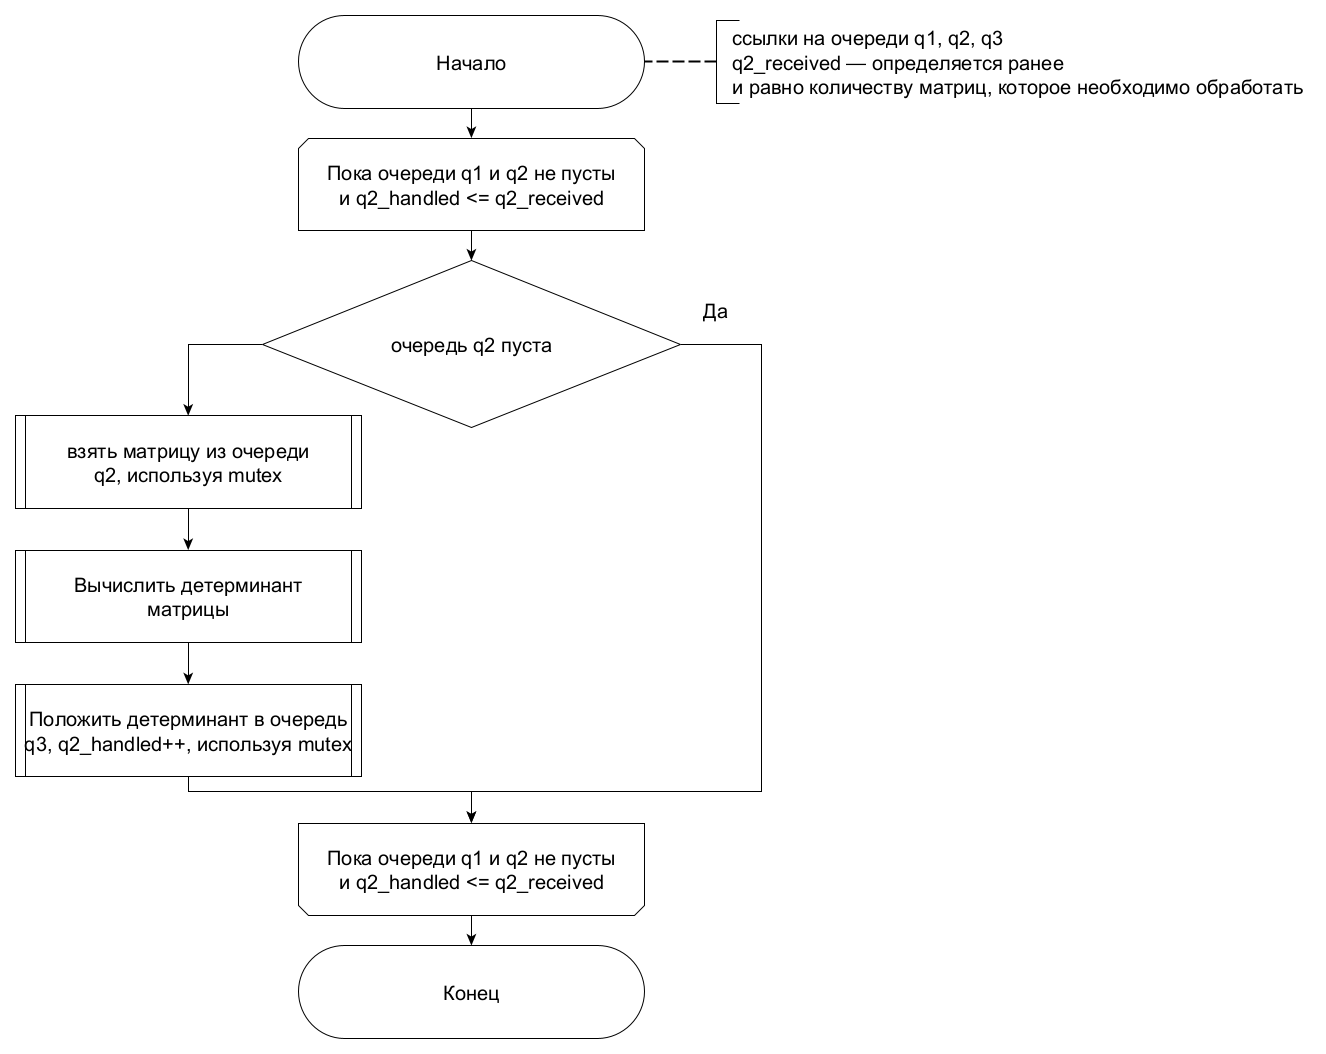 Начало
ссылки на очереди q1, q2, q3
q2_received — определяется ранее
и равно количеству матриц, которое необходимо обработать
Пока очереди q1 и q2 не пусты
и q2_handled <= q2_received
очередь q2 пуста
Да
взять матрицу из очереди
q2, используя mutex
Вычислить детерминант
матрицы
Положить детерминант в очередь
q3, q2_handled++, используя mutex
Пока очереди q1 и q2 не пусты
и q2_handled <= q2_received
Конец